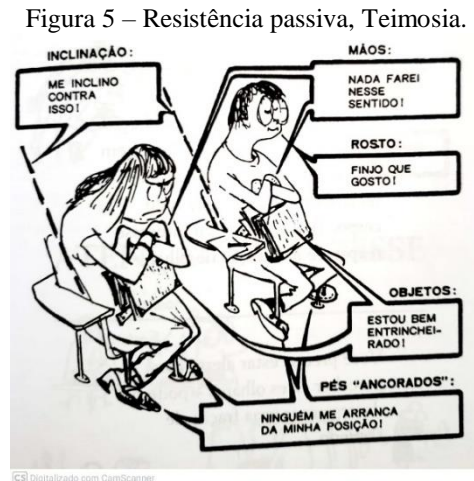 Figura 5 – Resistência passiva, Teimosia.
INCLINAÇÃO:
ME INCLINO
CONTRA
ISSO!
MÃOS:
NADA FAREI
NESSE
SENTIDO!
ROSTO:
FINJO QUE
GOSTO!
OBJETOS:
ESTOU BEM
ENTRINCHEI-
RADO!
PÉS "ANCORADOS":
NINGUÉM ME ARRANCA
DA MINHA POSIÇÃO!
CS Digitalizado com CamScanner